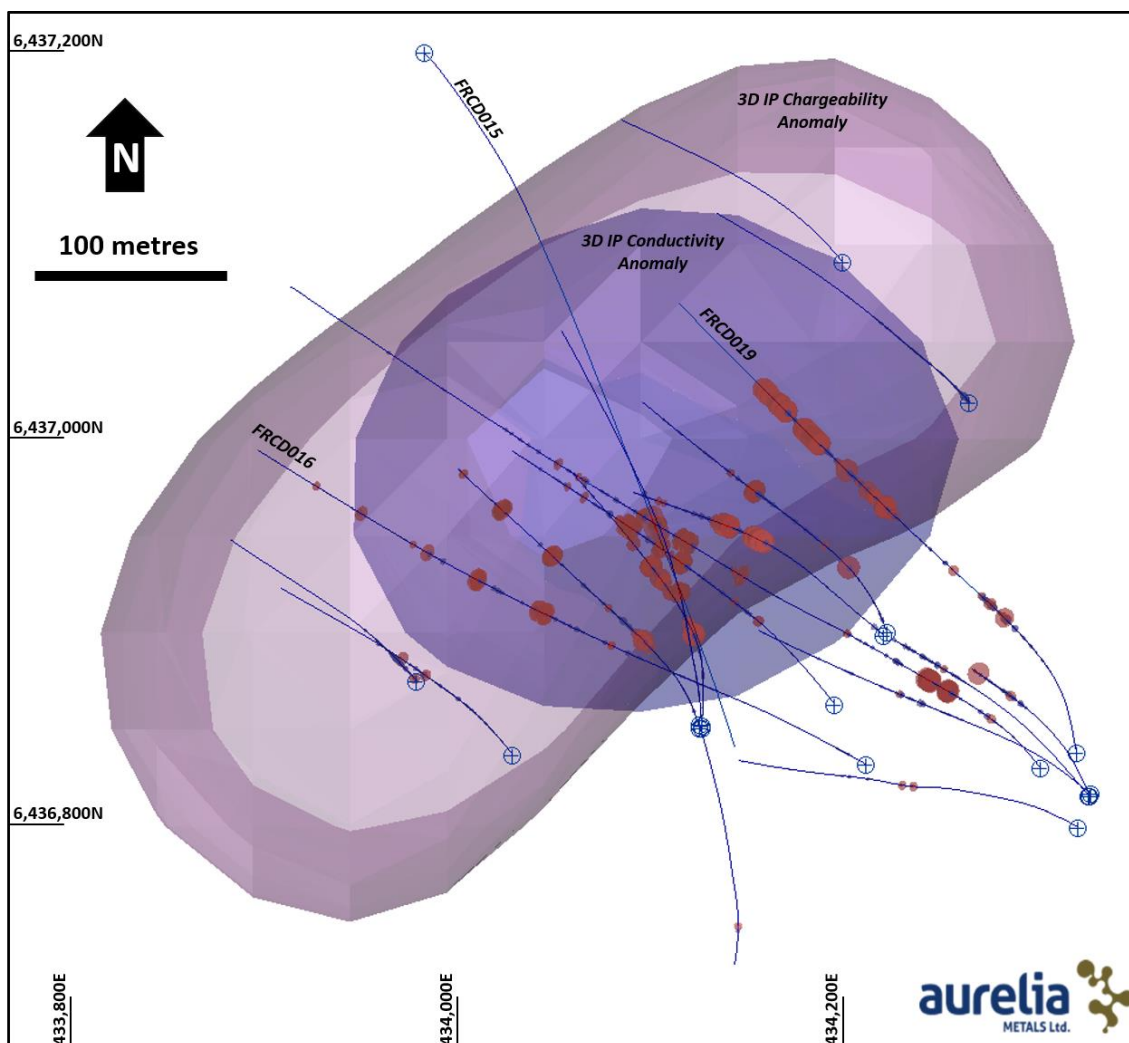 6,437,200N
FRCD015
3D IP Chargeability
Anomaly
N
100 metres
3D IP Conductivity
Anomaly
FRCD019
6,437,000N
FRCD016
6,436,800N
433,800E
434,000E
434,200E
aurelia
METALS Ltd.